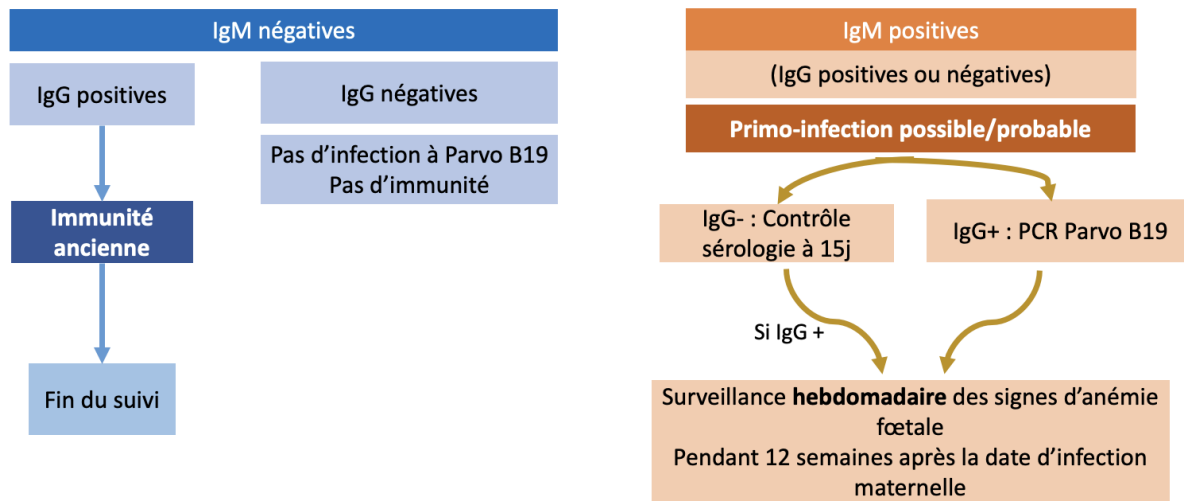 IgM négatives
IgG positives
IgG négatives
Pas d’infection à Parvo B19
Pas d’immunité
Immunité
ancienne
Fin du suivi
IgM positives
(IgG positives ou négatives)
Primo-infection possible/probable
IgG- : Contrôle
sérologie à 15j
IgG+ : PCR Parvo B19
Si IgG +
Surveillance hebdomadaire des signes d’anémie
fœtale
Pendant 12 semaines après la date d’infection
maternelle